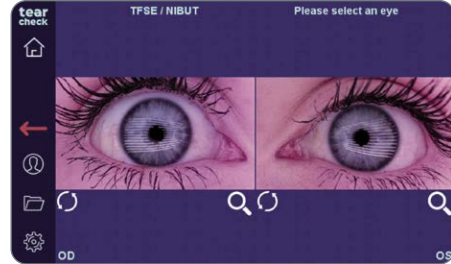 tear
check
TFSE / NIBUT
Please select an eye
OD
OS